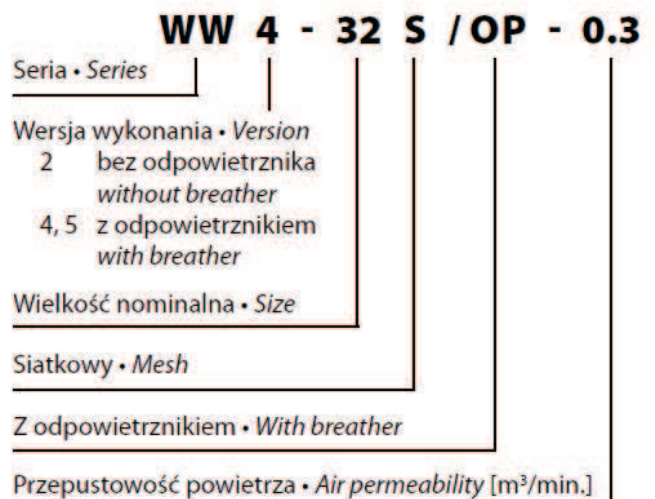 WW 4 - 32 S / OP - 0.3
Seria • Series
Wersja wykonania • Version
2 bez odpowietrznika
without breather
4, 5 z odpowietrznikiem
with breather
Wielkość nominalna • Size
Siatkowy • Mesh
Z odpowietrznikiem • With breather
Przepustowość powietrza • Air permeability [m³/min.]